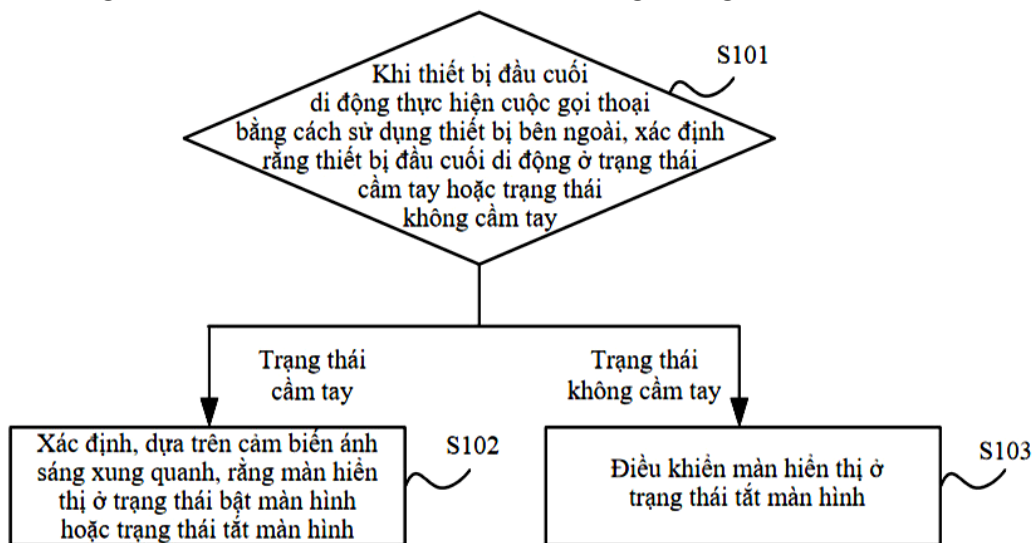 S101
Khi thiết bị đầu cuối
di động thực hiện cuộc gọi thoại
bằng cách sử dụng thiết bị bên ngoài, xác định
rằng thiết bị đầu cuối di động ở trạng thái
cầm tay hoặc trạng thái
không cầm tay
Trạng thái
cầm tay
Trạng thái
không cầm tay
Xác định, dựa trên cảm biến ánh
sáng xung quanh, rằng màn hiển
thị ở trạng thái bật màn hình
hoặc trạng thái tắt màn hình
S102
Điều khiển màn hiển thị ở
trạng thái tắt màn hình
S103